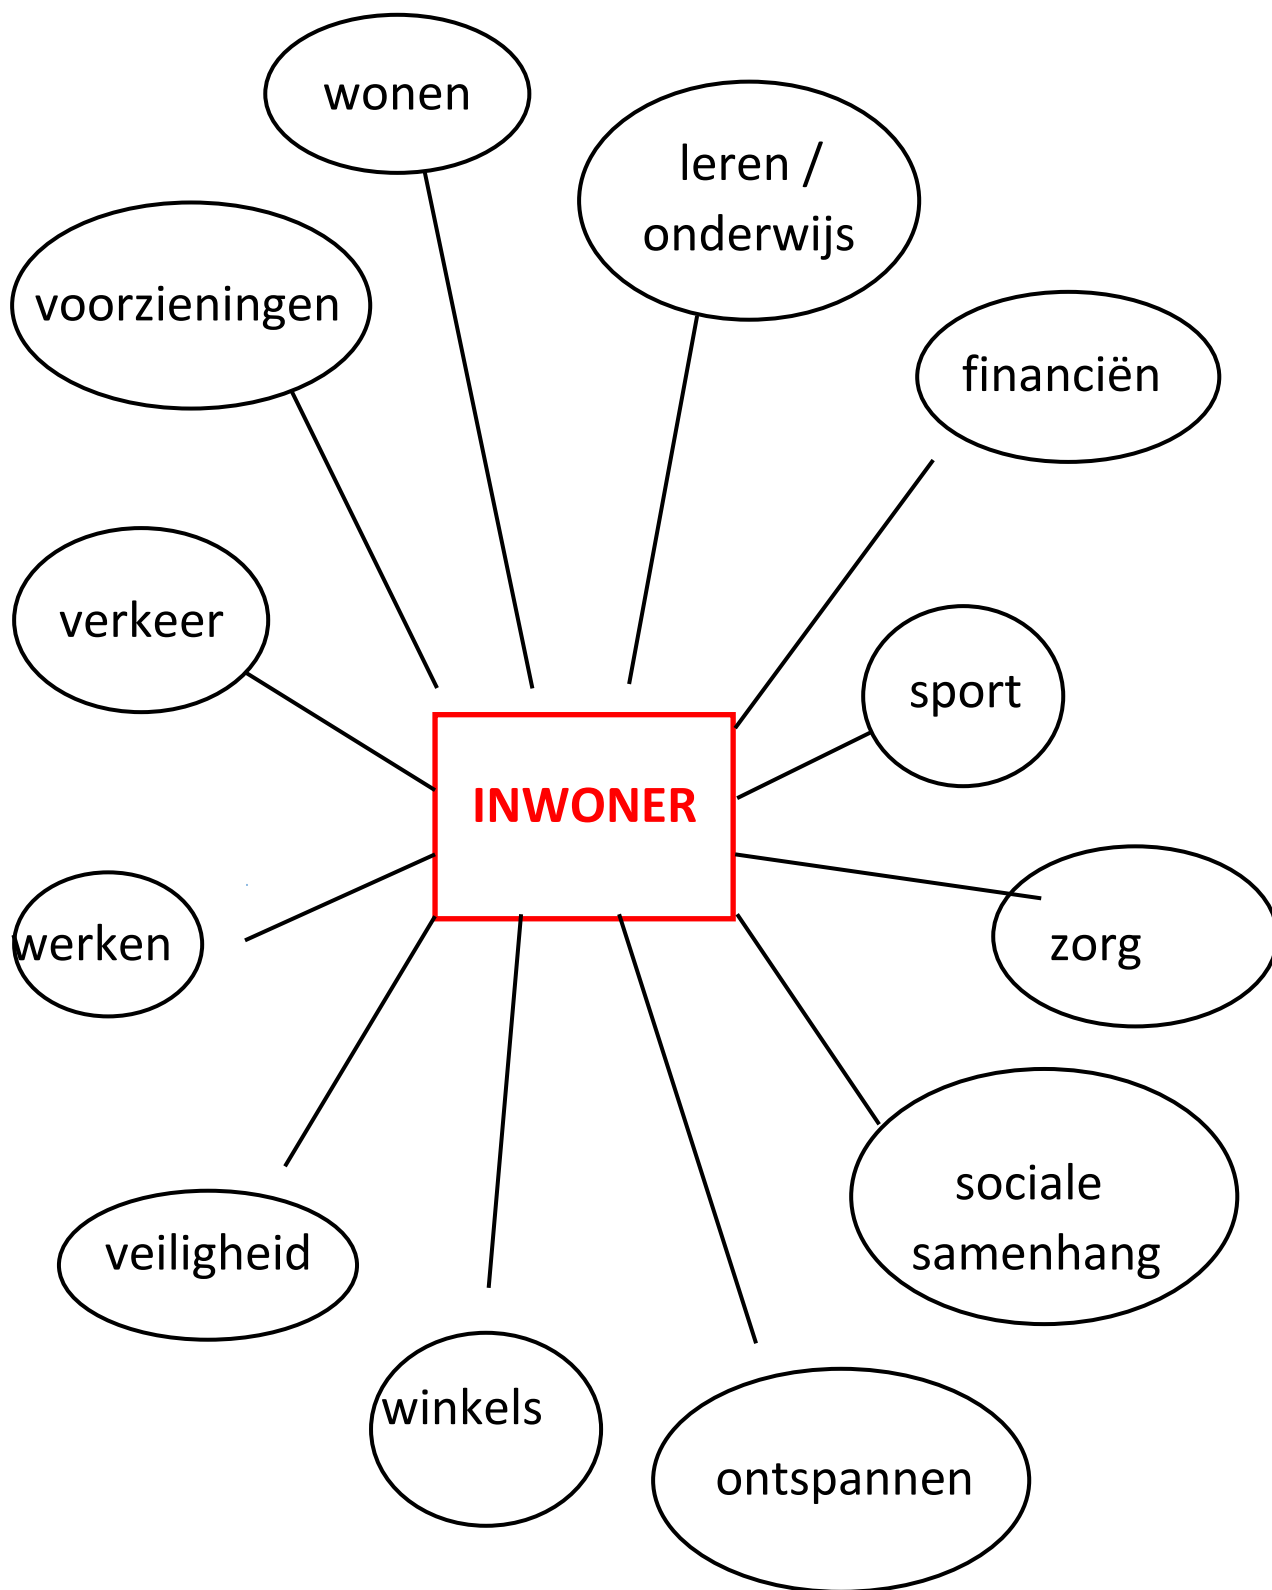 wonen
leren /
onderwijs
voorzieningen
financiën
verkeer
sport
INWONER
werken
zorg
sociale
samenhang
veiligheid
winkels
ontspannen